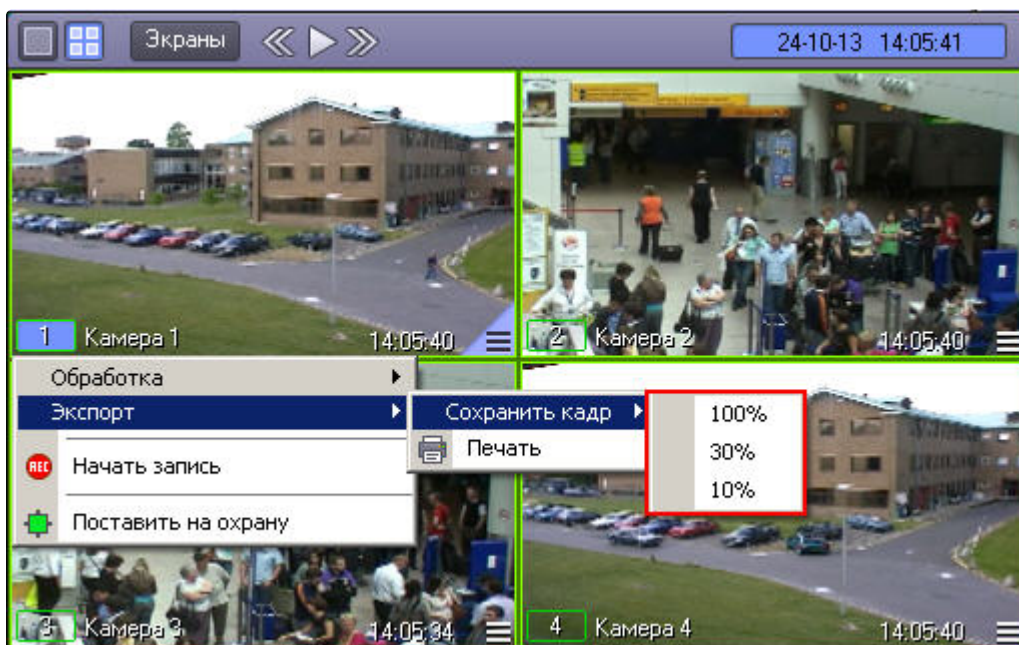 Экраны
24-10-13 14:05:41
1 Камера 1 14:05:40
2 Камера 2 14:05:40
Обработка
Экспорт
Сохранить кадр
100%
Печать
30%
10%
REC Начать запись
Поставить на охрану
3 Камера 3 14:05:34
4 Камера 4 14:05:40